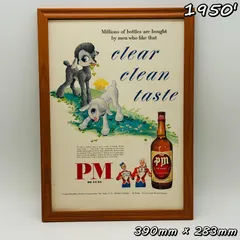 1950'
Millions of bottles are bought
by men who like that
clear
clean
taste
PM
DE LUXE
PM
390mm × 283mm